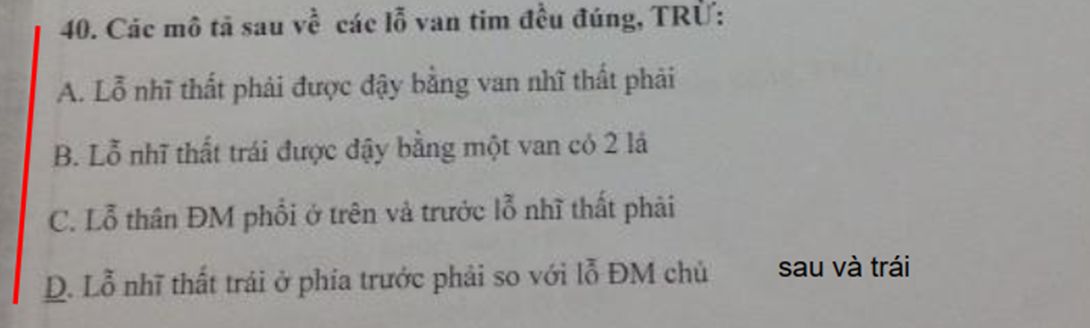 40. Các mô tả sau về các lỗ van tim đều đúng, TRỪ:
A. Lỗ nhĩ thất phải được đậy bằng van nhĩ thất phải
B. Lỗ nhĩ thất trái được đậy bằng một van có 2 lá
C. Lỗ thân ĐM phổi ở trên và trước lỗ nhĩ thất phải
D. Lỗ nhĩ thất trái ở phía trước phải so với lỗ ĐM chủ sau và trái